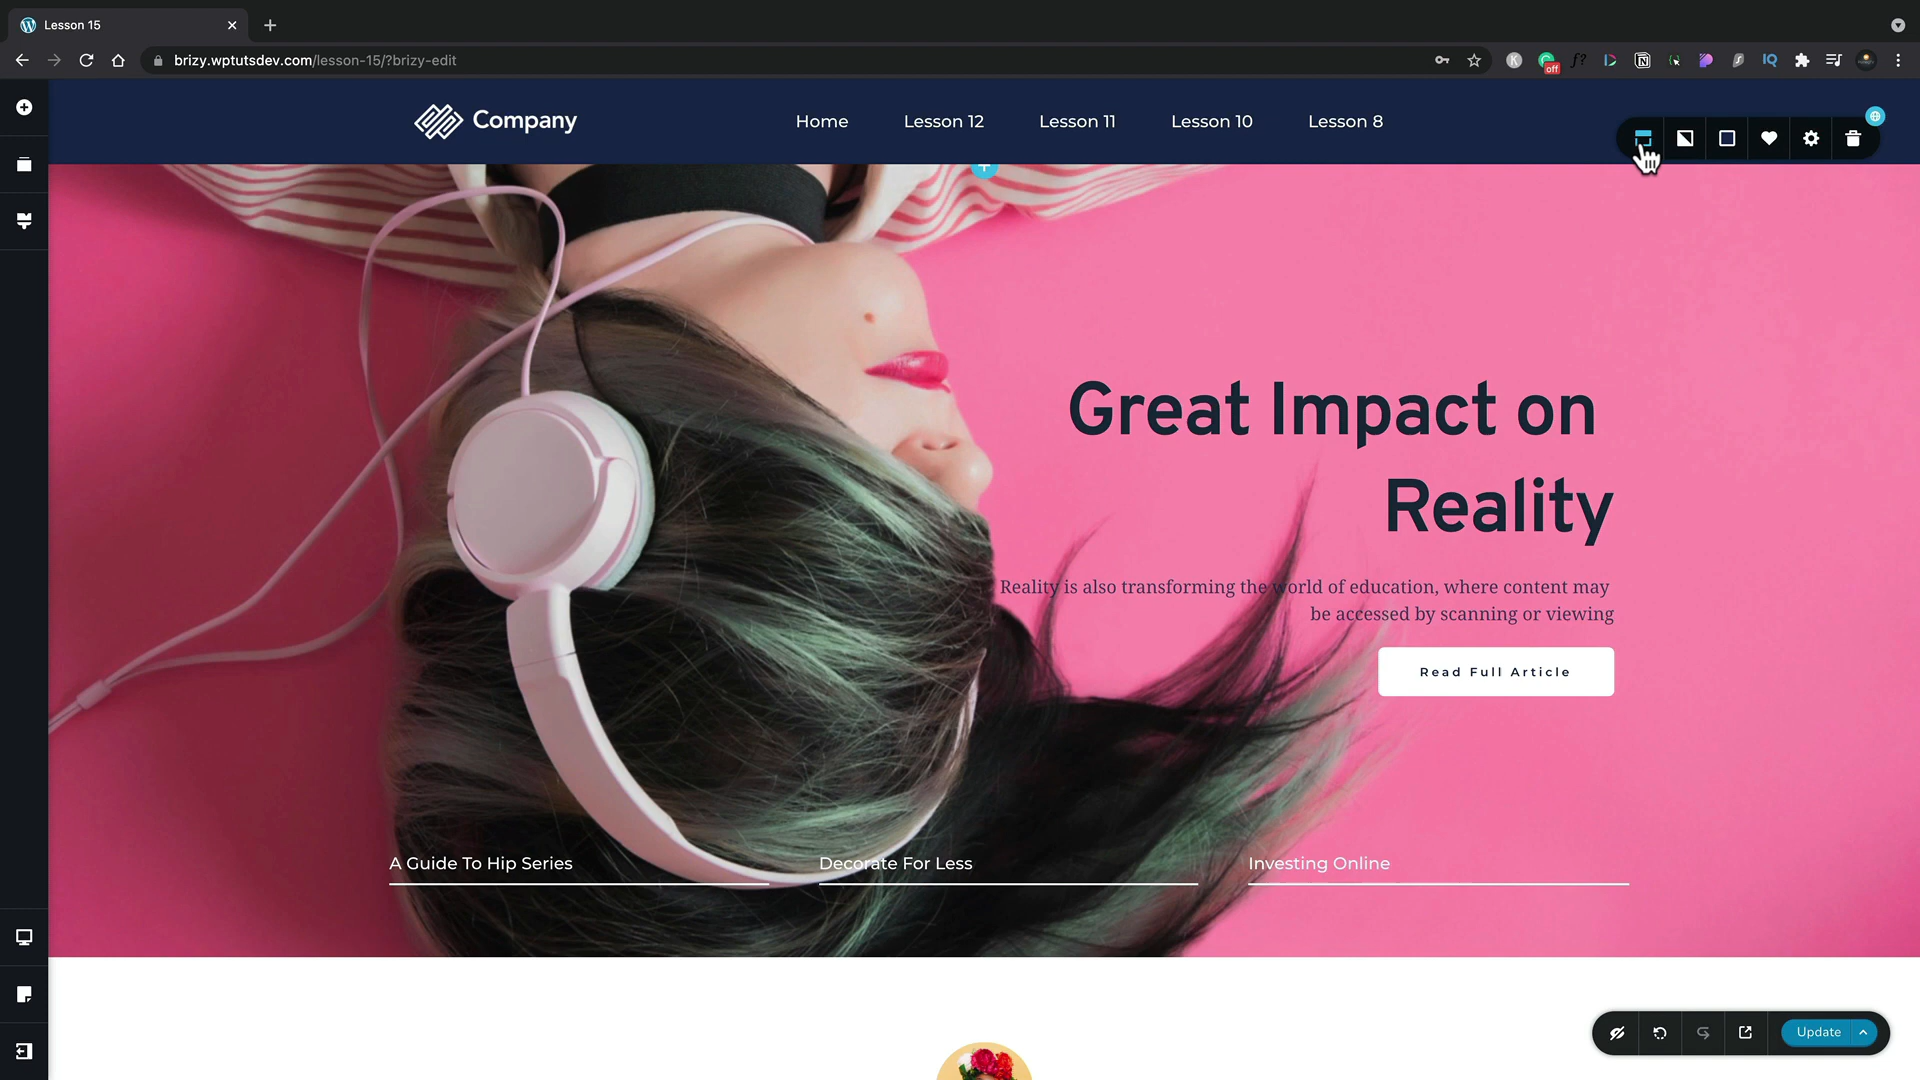 Lesson 15
brizy.wptutsdev.com/lesson-15/?brizy-edit
off
f?
IQ
Company
Home
Lesson 12
Lesson 11
Lesson 10
Lesson 8
Great Impact on
Reality
Reality is also transforming the world of education, where content may
be accessed by scanning or viewing
Read Full Article
A Guide To Hip Series
Decorate For Less
Investing Online
Update